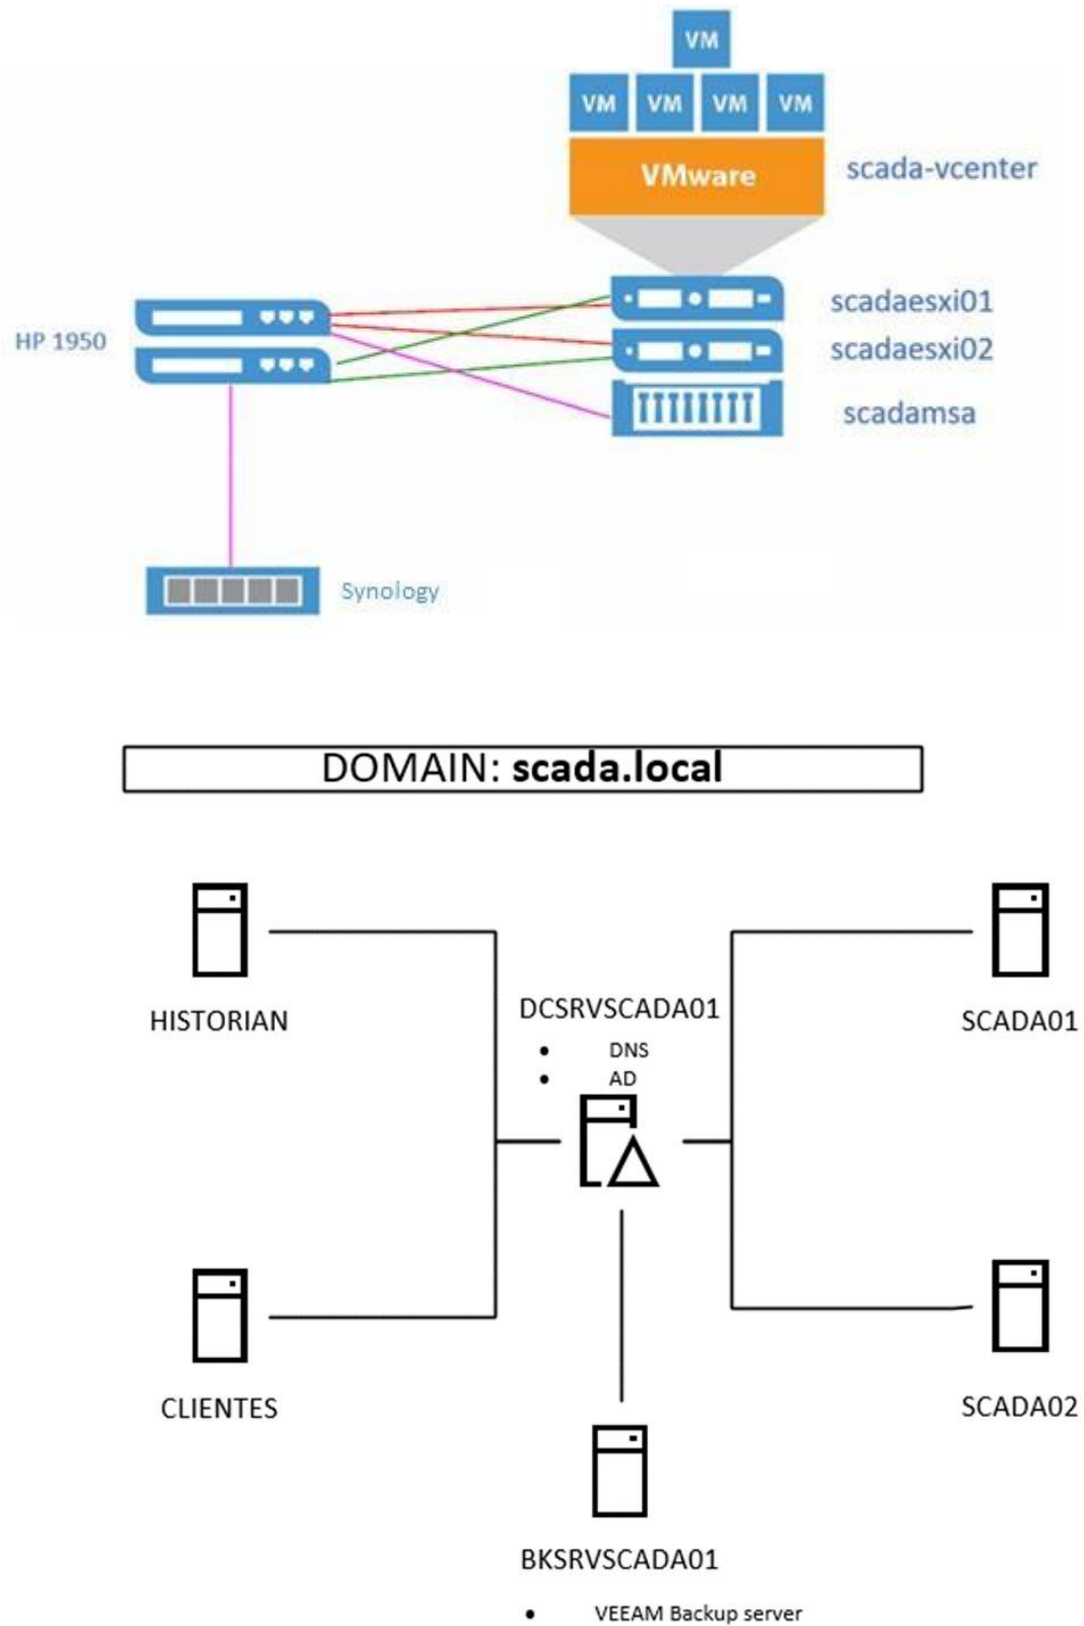 VM
VM VM VM VM
VMware
scada-vcenter
scadaesxi01
HP 1950
scadaesxi02
scadamsa
Synology
DOMAIN: scada.local
HISTORIAN
DCSRVSCADA01
• DNS
• AD
SCADA01
CLIENTES
SCADA02
BKSRVSCADA01
• VEEAM Backup server